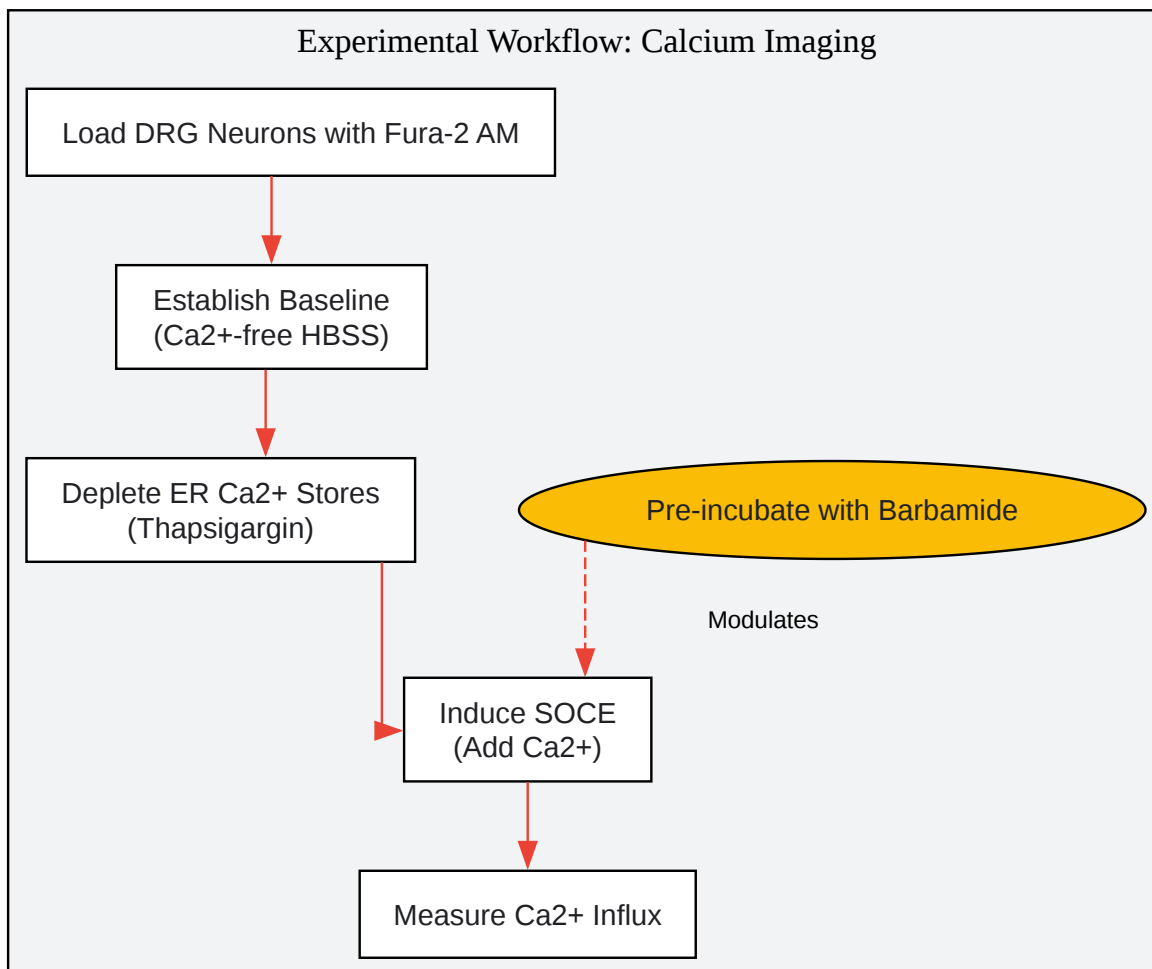 Experimental Workflow: Calcium Imaging
Load DRG Neurons with Fura-2 AM
Establish Baseline
(Ca2+-free HBSS)
Deplete ER Ca2+ Stores
(Thapsigargin)
Pre-incubate with Barbamide
Modulates
Induce SOCE
(Add Ca2+)
Measure Ca2+ Influx